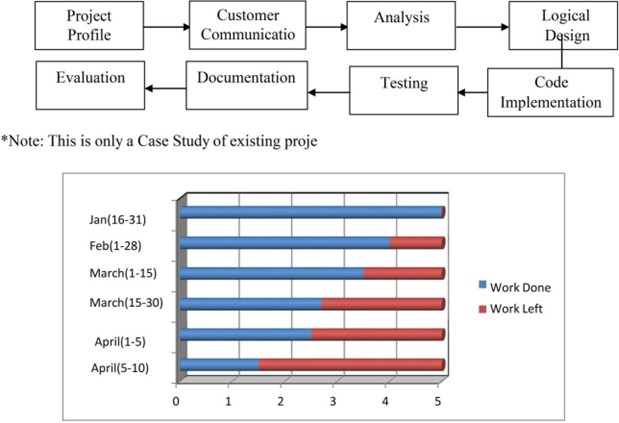 Project
Profile
Customer
Communicatio
Analysis
Logical
Design
Evaluation
Documentation
Testing
Code
Implementation
*Note: This is only a Case Study of existing proje
Jan(16-31)
Feb(1-28)
March(1-15)
March(15-30)
April(1-5)
April(5-10)
Work Done
Work Left
0 1 2 3 4 5